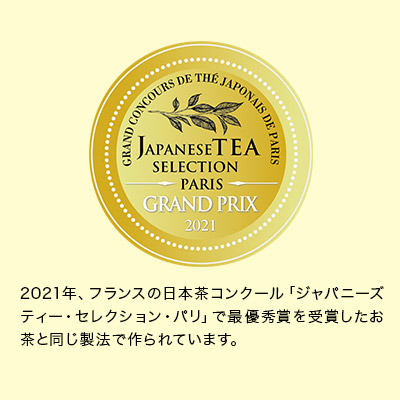 GRAND CONCOURS DE THÉ JAPONAIS DE PARIS
JAPANESE TEA
SELECTION
PARIS
GRAND PRIX
2021
2021年、フランスの日本茶コンクール「ジャパニーズ
ティー・セレクション・パリ」で最優秀賞を受賞したお
茶と同じ製法で作られています。